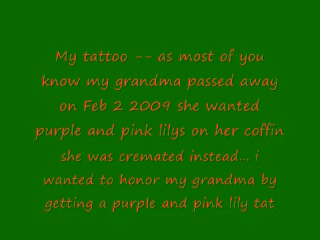 My tattoo -- as most of you
know my grandma passed away
on Feb 2 2009 she wanted
purple and pink lilys on her coffin
she was cremated instead... i
wanted to honor my grandma by
getting a purple and pink lily tat